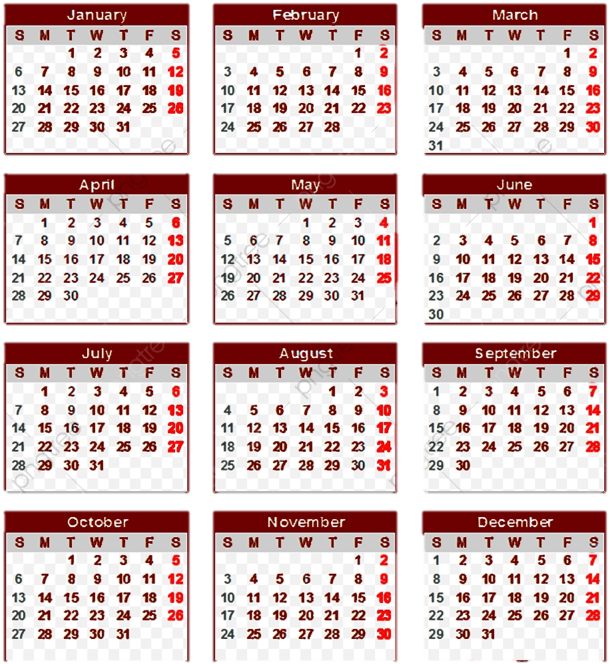 January
S M T W T F S
1 2 3 4 5
6 7 8 9 10 11 12
13 14 15 16 17 18 19
20 21 22 23 24 25 26
27 28 29 30 31
February
S M T W T F S
1 2
3 4 5 6 7 8 9
10 11 12 13 14 15 16
17 18 19 20 21 22 23
24 25 26 27 28
March
S M T W T F S
1 2
3 4 5 6 7 8 9
10 11 12 13 14 15 16
17 18 19 20 21 22 23
24 25 26 27 28 29 30
31
April
S M T W T F S
1 2 3 4 5 6
7 8 9 10 11 12 13
14 15 16 17 18 19 20
21 22 23 24 25 26 27
28 29 30
May
S M T W T F S
1 2 3 4
5 6 7 8 9 10 11
12 13 14 15 16 17 18
19 20 21 22 23 24 25
26 27 28 29 30 31
June
S M T W T F S
1
2 3 4 5 6 7 8
9 10 11 12 13 14 15
16 17 18 19 20 21 22
23 24 25 26 27 28 29
30
July
S M T W T F S
1 2 3 4 5 6
7 8 9 10 11 12 13
14 15 16 17 18 19 20
21 22 23 24 25 26 27
28 29 30 31
August
S M T W T F S
1 2 3
4 5 6 7 8 9 10
11 12 13 14 15 16 17
18 19 20 21 22 23 24
25 26 27 28 29 30 31
September
S M T W T F S
1 2 3 4 5 6 7
8 9 10 11 12 13 14
15 16 17 18 19 20 21
22 23 24 25 26 27 28
29 30
October
S M T W T F S
1 2 3 4 5
6 7 8 9 10 11 12
13 14 15 16 17 18 19
20 21 22 23 24 25 26
27 28 29 30 31
November
S M T W T F S
1 2
3 4 5 6 7 8 9
10 11 12 13 14 15 16
17 18 19 20 21 22 23
24 25 26 27 28 29 30
December
S M T W T F S
1 2 3 4 5 6 7
8 9 10 11 12 13 14
15 16 17 18 19 20 21
22 23 24 25 26 27 28
29 30 31